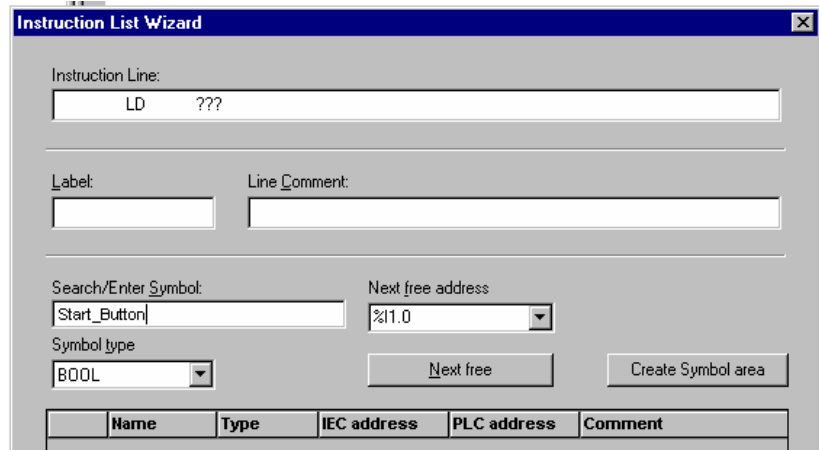 Instruction List Wizard
Instruction Line:
LD ???
Label: Line Comment:
Search/Enter Symbol: Next free address
Start_Button %I1.0
Symbol type
BOOL Next free Create Symbol area
Name Type IEC address PLC address Comment